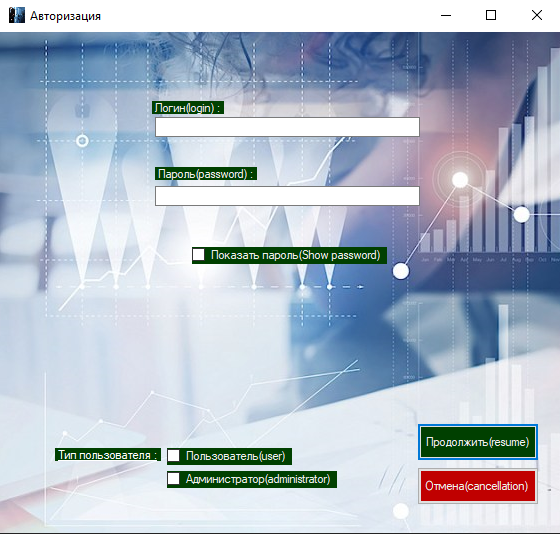 Авторизация
Логин(login) :
Пароль(password) :
Показать пароль(Show password)
Тип пользователя :
Пользователь(user)
Администратор(administrator)
Продолжить(resume)
Отмена(cancellation)